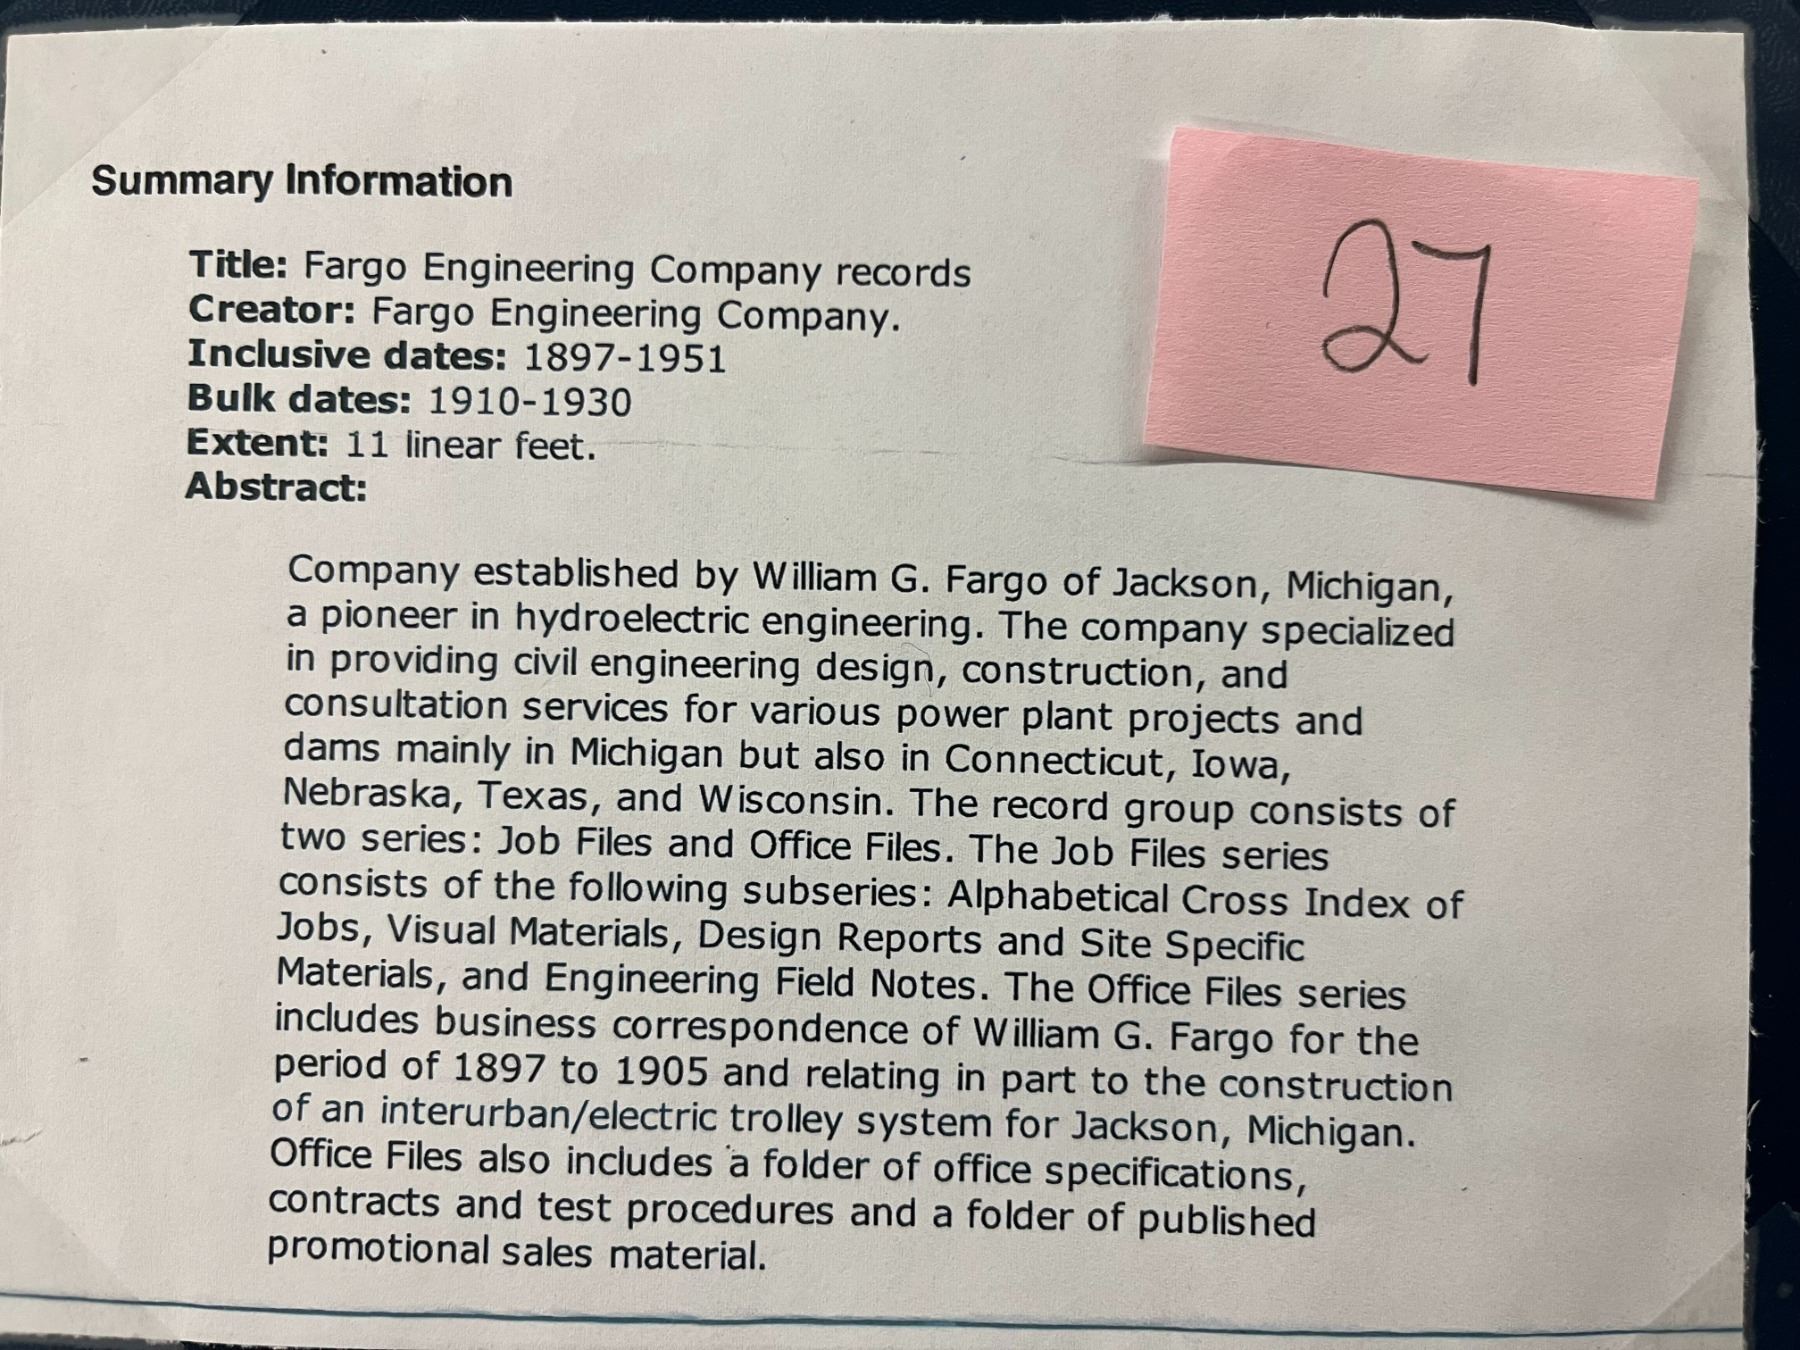 Summary Information
27
Title: Fargo Engineering Company records
Creator: Fargo Engineering Company.
Inclusive dates: 1897-1951
Bulk dates: 1910-1930
Extent: 11 linear feet.
Abstract:
Company established by William G. Fargo of Jackson, Michigan,
a pioneer in hydroelectric engineering. The company specialized
in providing civil engineering design, construction, and
consultation services for various power plant projects and
dams mainly in Michigan but also in Connecticut, Iowa,
Nebraska, Texas, and Wisconsin. The record group consists of
two series: Job Files and Office Files. The Job Files series
consists of the following subseries: Alphabetical Cross Index of
Jobs, Visual Materials, Design Reports and Site Specific
Materials, and Engineering Field Notes. The Office Files series
includes business correspondence of William G. Fargo for the
period of 1897 to 1905 and relating in part to the construction
of an interurban/electric trolley system for Jackson, Michigan.
Office Files also includes a folder of office specifications,
contracts and test procedures and a folder of published
promotional sales material.